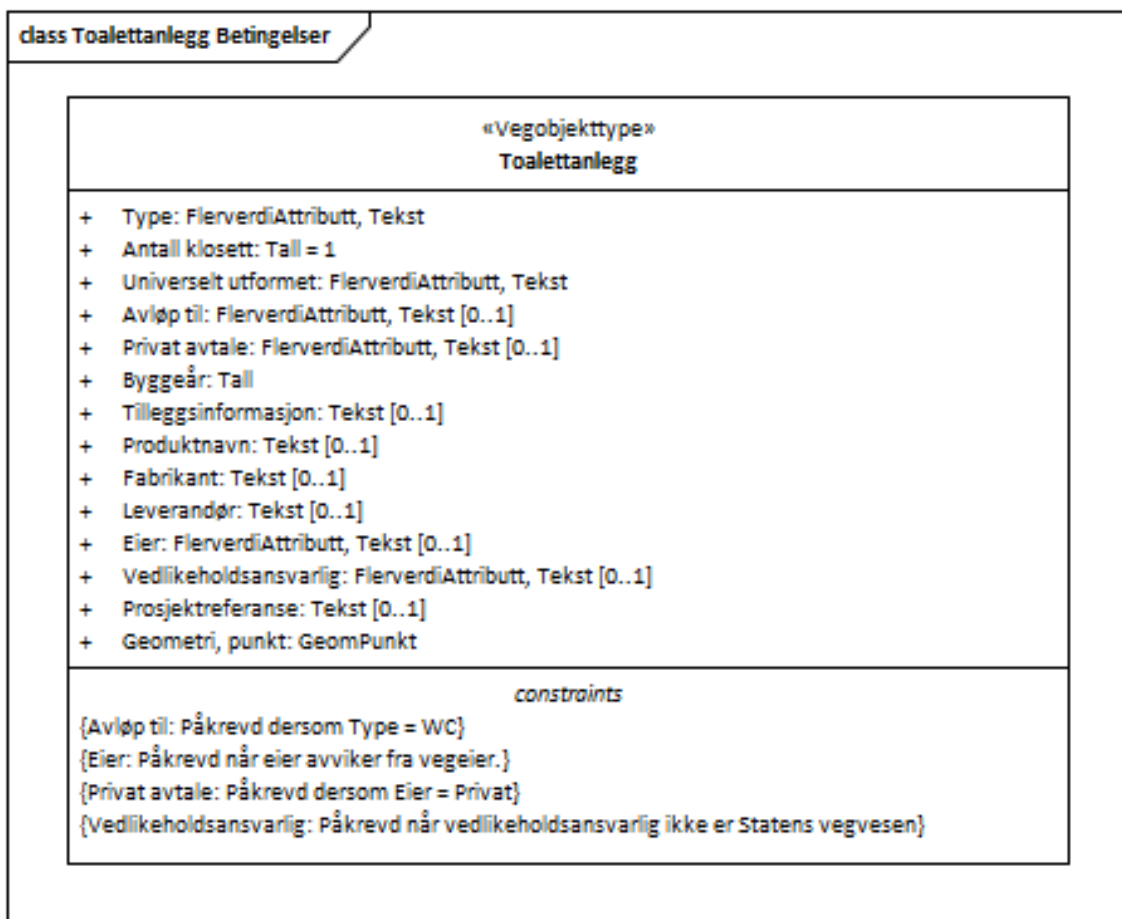 class Toalettanlegg Betingelser
«Vegobjekttype»
Toalettanlegg
+ Type: FlerverdiAttributt, Tekst
+ Antall klosett: Tall = 1
+ Universelt utformet: FlerverdiAttributt, Tekst
+ Avløp til: FlerverdiAttributt, Tekst [0..1]
+ Privat avtale: FlerverdiAttributt, Tekst [0..1]
+ Byggeår: Tall
+ Tilleggsinformasjon: Tekst [0..1]
+ Produktnavn: Tekst [0..1]
+ Fabrikant: Tekst [0..1]
+ Leverandør: Tekst [0..1]
+ Eier: FlerverdiAttributt, Tekst [0..1]
+ Vedlikeholdsansvarlig: FlerverdiAttributt, Tekst [0..1]
+ Prosjektreferanse: Tekst [0..1]
+ Geometri, punkt: GeomPunkt
constraints
{Avløp til: Påkrevd dersom Type = WC}
{Eier: Påkrevd når eier avviker fra vegeier.}
{Privat avtale: Påkrevd dersom Eier = Privat}
{Vedlikeholdsansvarlig: Påkrevd når vedlikeholdsansvarlig ikke er Statens vegvesen}